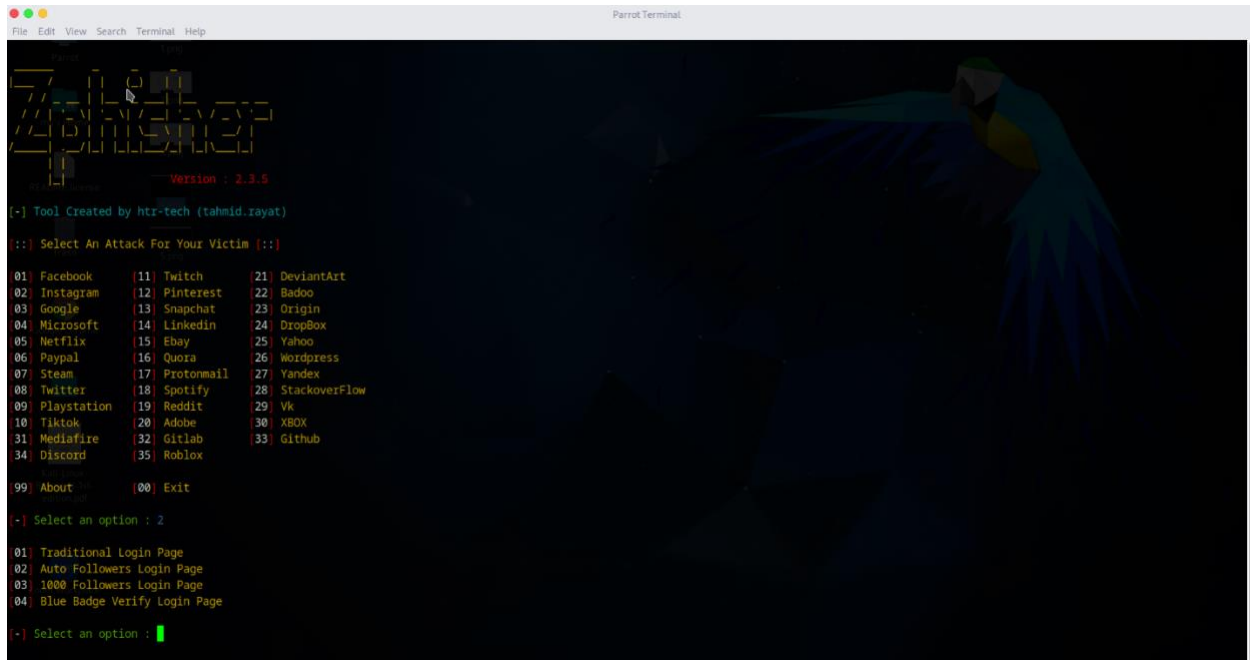 Parrot Terminal
File Edit View Search Terminal Help
Zphisher
Version : 2.3.5
[-] Tool Created by htr-tech (tahmid.rayat)
[::] Select An Attack For Your Victim [::]
[01] Facebook [11] Twitch [21] DeviantArt
[02] Instagram [12] Pinterest [22] Badoo
[03] Google [13] Snapchat [23] Origin
[04] Microsoft [14] Linkedin [24] DropBox
[05] Netflix [15] Ebay [25] Yahoo
[06] Paypal [16] Quora [26] Wordpress
[07] Steam [17] Protonmail [27] Yandex
[08] Twitter [18] Spotify [28] StackoverFlow
[09] Playstation [19] Reddit [29] Vk
[10] Tiktok [20] Adobe [30] XBOX
[31] Mediafire [32] Gitlab [33] Github
[34] Discord [35] Roblox
[99] About [00] Exit
[-] Select an option : 2
[01] Traditional Login Page
[02] Auto Followers Login Page
[03] 1000 Followers Login Page
[04] Blue Badge Verify Login Page
[-] Select an option :